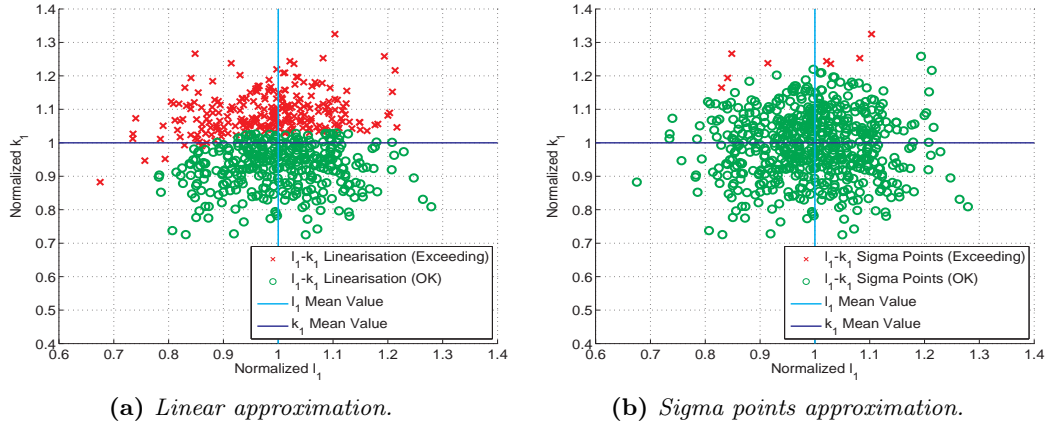 1.4
1.3
1.2
1.1
1
0.9
0.8
0.7
0.6
0.5
0.4
Normalized k₁
0.6 0.7 0.8 0.9 1 1.1 1.2 1.3 1.4
Normalized l₁
l₁-k₁ Linearisation (Exceeding)
l₁-k₁ Linearisation (OK)
l₁ Mean Value
k₁ Mean Value
(a) Linear approximation.
1.4
1.3
1.2
1.1
1
0.9
0.8
0.7
0.6
0.5
0.4
Normalized k₁
0.6 0.7 0.8 0.9 1 1.1 1.2 1.3 1.4
Normalized l₁
l₁-k₁ Sigma Points (Exceeding)
l₁-k₁ Sigma Points (OK)
l₁ Mean Value
k₁ Mean Value
(b) Sigma points approximation.